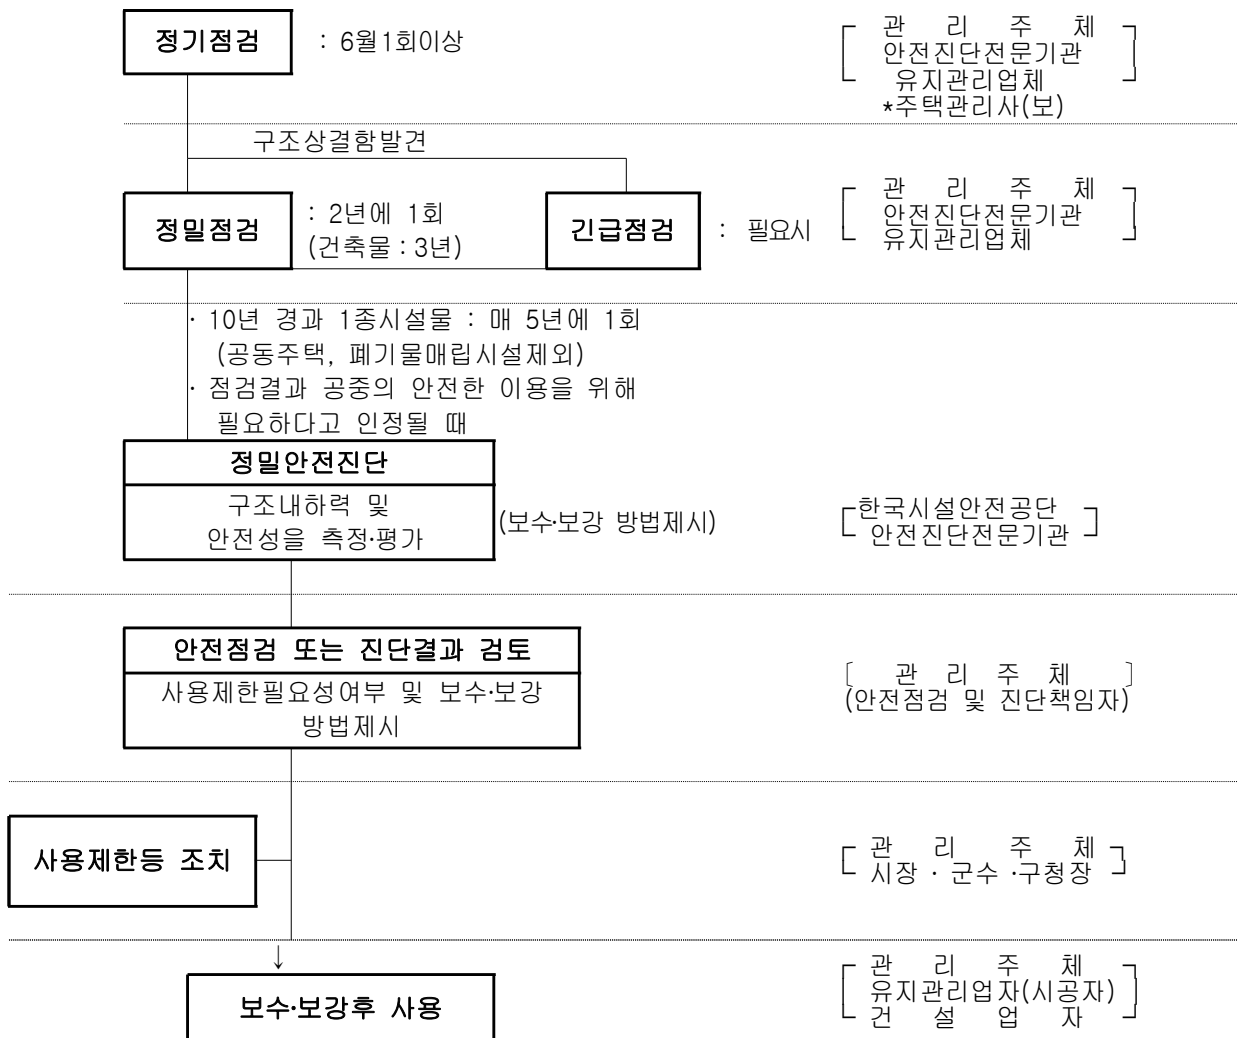 정기점검 : 6월1회이상
관 리 주 체
안전진단전문기관
유지관리업체
*주택관리사(보)
구조상결함발견
정밀점검 : 2년에 1회
(건축물 : 3년)
긴급점검 : 필요시
관 리 주 체
안전진단전문기관
유지관리업체
· 10년 경과 1종시설물 : 매 5년에 1회
(공동주택, 폐기물매립시설제외)
· 점검결과 공중의 안전한 이용을 위해
필요하다고 인정될 때
정밀안전진단
구조내하력 및
안전성을 측정·평가
(보수·보강 방법제시)
한국시설안전공단
안전진단전문기관
안전점검 또는 진단결과 검토
사용제한필요성여부 및 보수·보강
방법제시
〔 관 리 주 체 〕
(안전점검 및 진단책임자)
사용제한등 조치
관 리 주 체
시장 · 군수 ·구청장
↓
보수·보강후 사용
관 리 주 체
유지관리업자(시공자)
건 설 업 자